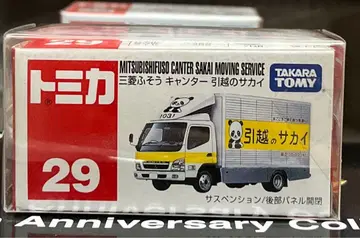 トミカ
29
MITSUBISHIFUSO CANTER SAKAI MOVING SERVICE
三菱ふそう キャンター 引越のサカイ
TAKARA TOMY
1031
引越のサカイ
サスペンション/後部パネル開閉
Anniversary Co